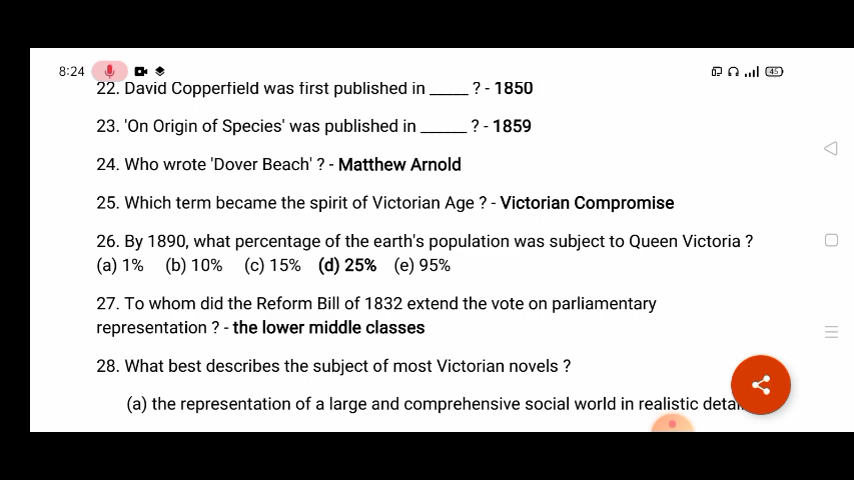 8:24
45
22. David Copperfield was first published in _____ ? - 1850
23. 'On Origin of Species' was published in ______ ? - 1859
24. Who wrote 'Dover Beach' ? - Matthew Arnold
25. Which term became the spirit of Victorian Age ? - Victorian Compromise
26. By 1890, what percentage of the earth's population was subject to Queen Victoria ?
(a) 1% (b) 10% (c) 15% (d) 25% (e) 95%
27. To whom did the Reform Bill of 1832 extend the vote on parliamentary
representation ? - the lower middle classes
28. What best describes the subject of most Victorian novels ?
(a) the representation of a large and comprehensive social world in realistic